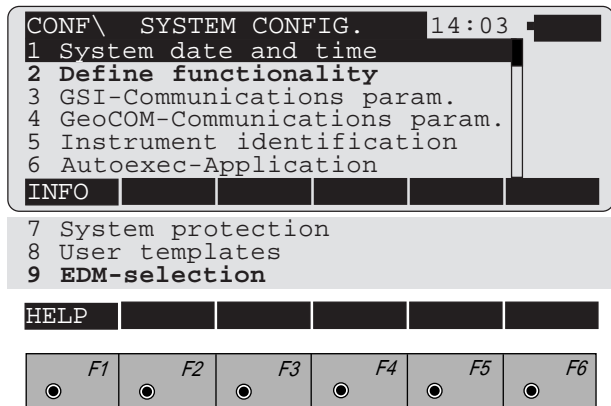 CONF\ SYSTEM CONFIG. 14:03
1 System date and time
2 Define functionality
3 GSI-Communications param.
4 GeoCOM-Communications param.
5 Instrument identification
6 Autoexec-Application
INFO
7 System protection
8 User templates
9 EDM-selection
HELP
F1 F2 F3 F4 F5 F6